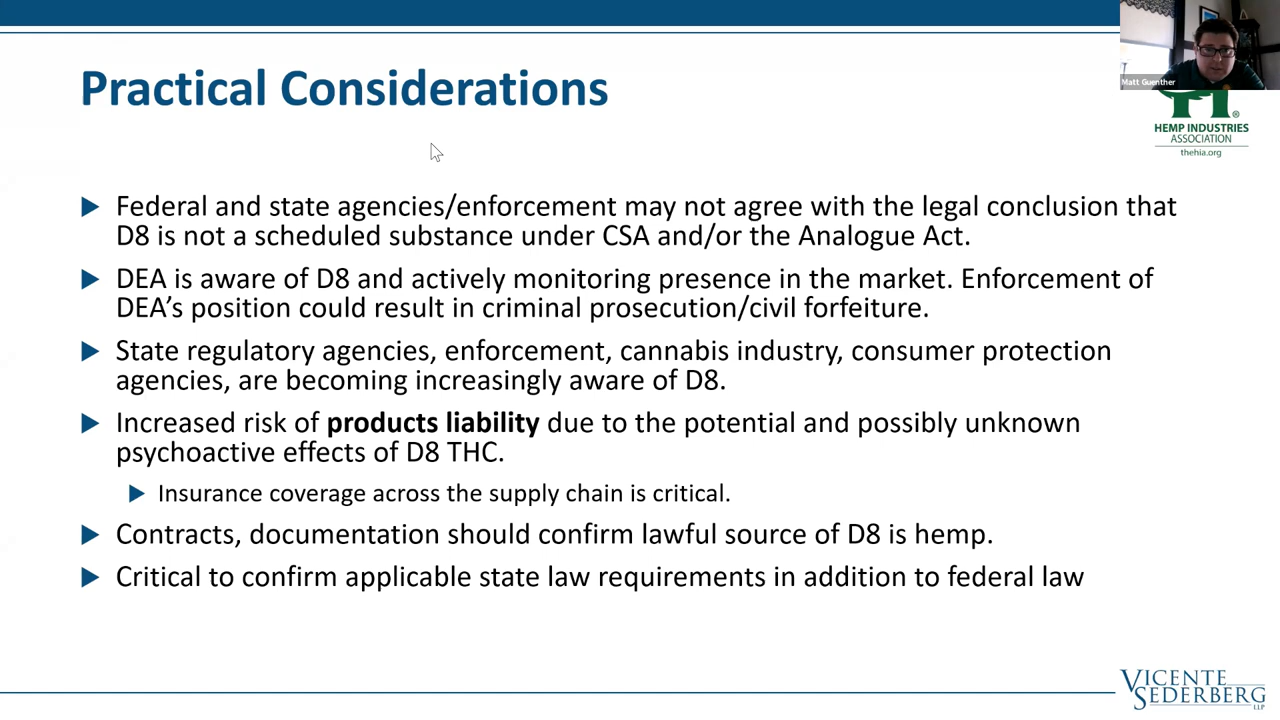 Practical Considerations
Matt Guenther
HEMP INDUSTRIES
ASSOCIATION
thehia.org
Federal and state agencies/enforcement may not agree with the legal conclusion that
D8 is not a scheduled substance under CSA and/or the Analogue Act.
DEA is aware of D8 and actively monitoring presence in the market. Enforcement of
DEA’s position could result in criminal prosecution/civil forfeiture.
State regulatory agencies, enforcement, cannabis industry, consumer protection
agencies, are becoming increasingly aware of D8.
Increased risk of products liability due to the potential and possibly unknown
psychoactive effects of D8 THC.
Insurance coverage across the supply chain is critical.
Contracts, documentation should confirm lawful source of D8 is hemp.
Critical to confirm applicable state law requirements in addition to federal law
VICENTE
SEDERBERG
LLP